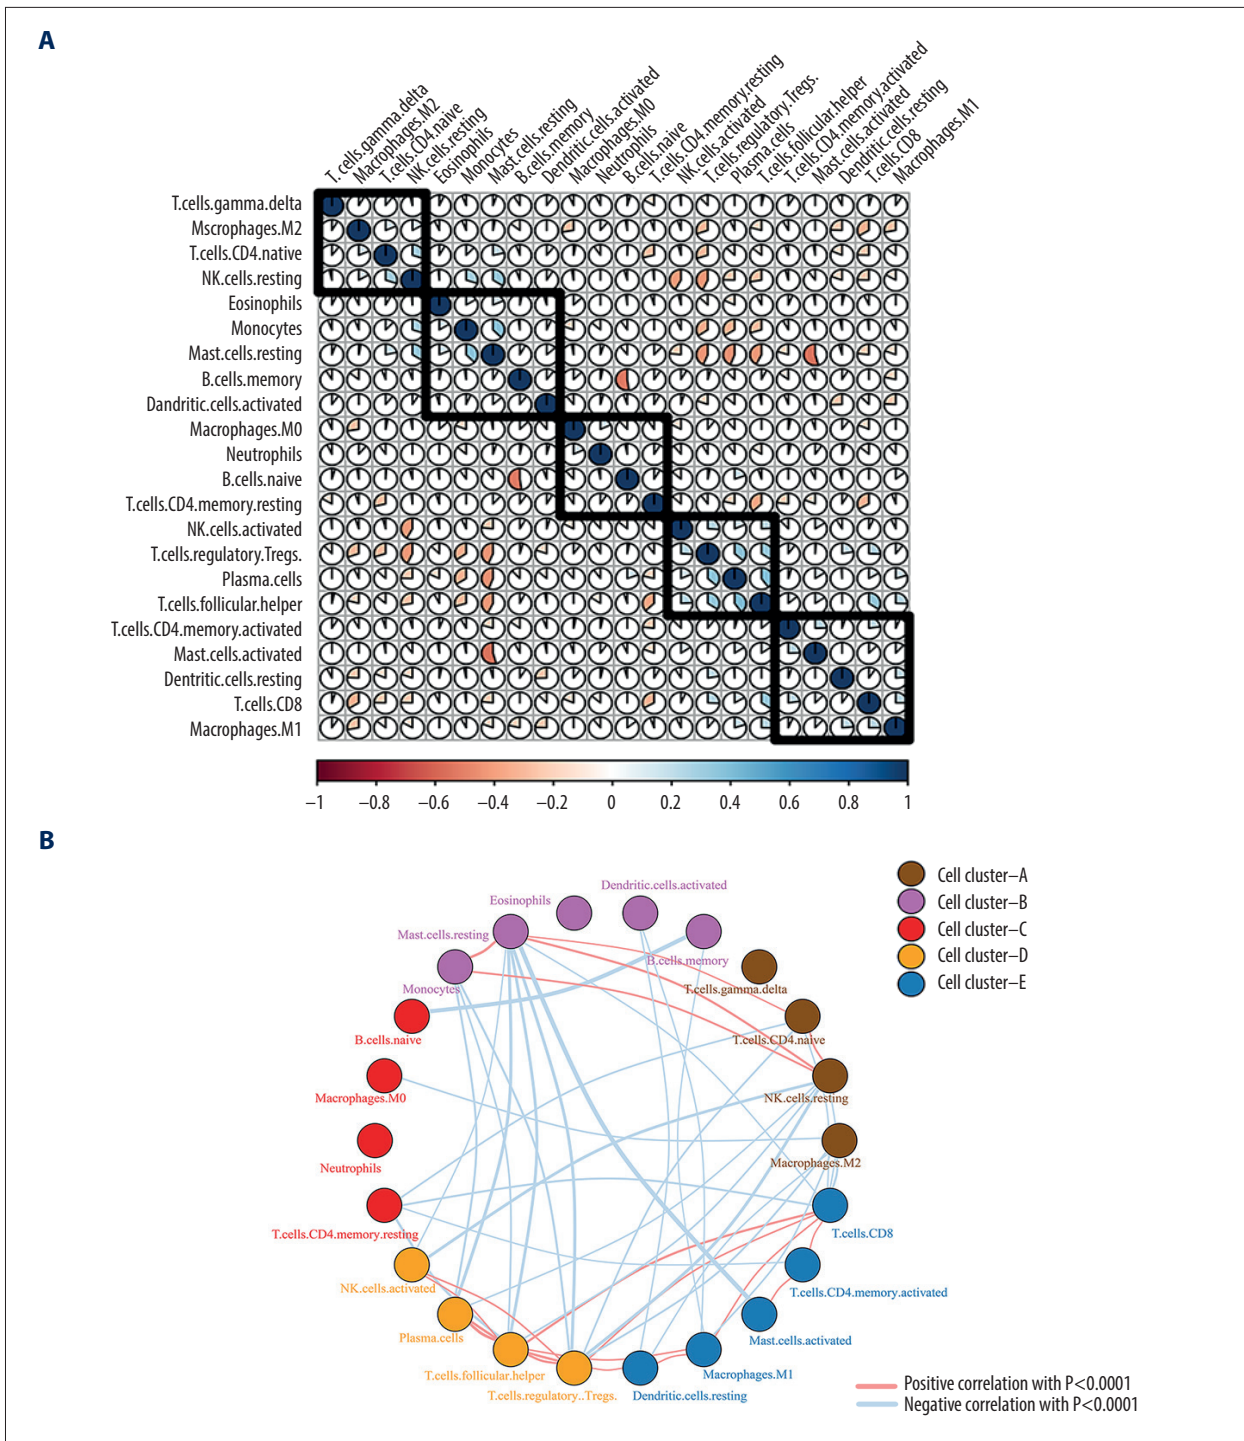 A
T.cells.gamma.delta
Macrophages.M2
T.cells.CD4.naive
NK.cells.resting
Eosinophils
Monocytes
Mast.cells.resting
B.cells.memory
Dendritic.cells.activated
Macrophages.M0
Neutrophils
B.cells.naive
T.cells.CD4.memory.resting
NK.cells.activated
T.cells.regulatory.Tregs.
Plasma.cells
T.cells.follicular.helper
T.cells.CD4.memory.activated
Mast.cells.activated
Dendritic.cells.resting
T.cells.CD8
Macrophages.M1
T.cells.gamma.delta
Mscrophages.M2
T.cells.CD4.native
NK.cells.resting
Eosinophils
Monocytes
Mast.cells.resting
B.cells.memory
Dandritic.cells.activated
Macrophages.M0
Neutrophils
B.cells.naive
T.cells.CD4.memory.resting
NK.cells.activated
T.cells.regulatory.Tregs.
Plasma.cells
T.cells.follicular.helper
T.cells.CD4.memory.activated
Mast.cells.activated
Dentritic.cells.resting
T.cells.CD8
Macrophages.M1
−1 −0.8 −0.6 −0.4 −0.2 0 0.2 0.4 0.6 0.8 1
B
Cell cluster–A
Cell cluster–B
Cell cluster–C
Cell cluster–D
Cell cluster–E
Dendritic.cells.activated
Eosinophils
Mast.cells.resting
B.cells.memory
Monocytes
T.cells.gamma.delta
B.cells.naive
T.cells.CD4.naive
Macrophages.M0
NK.cells.resting
Neutrophils
Macrophages.M2
T.cells.CD4.memory.resting
T.cells.CD8
NK.cells.activated
T.cells.CD4.memory.activated
Plasma.cells
Mast.cells.activated
T.cells.follicular.helper
Macrophages.M1
T.cells.regulatory..Tregs.
Dendritic.cells.resting
Positive correlation with P<0.0001
Negative correlation with P<0.0001